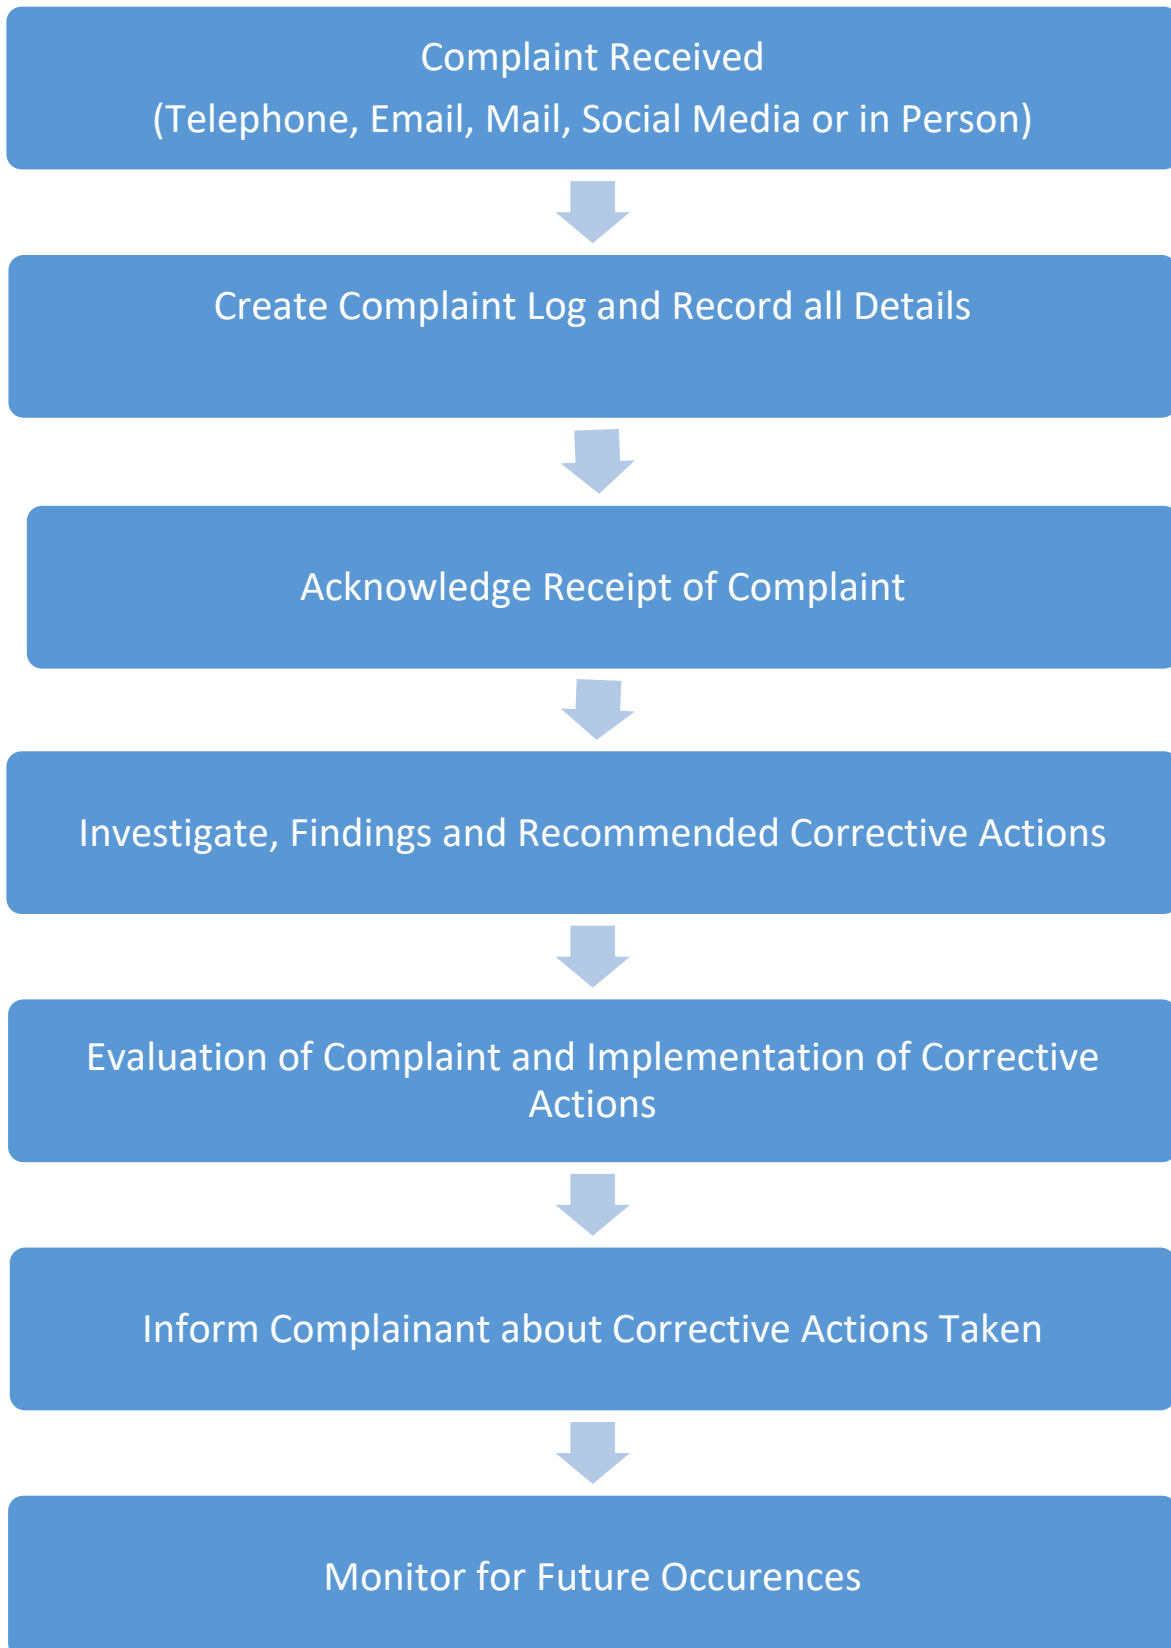 Complaint Received
(Telephone, Email, Mail, Social Media or in Person)
Create Complaint Log and Record all Details
Acknowledge Receipt of Complaint
Investigate, Findings and Recommended Corrective Actions
Evaluation of Complaint and Implementation of Corrective
Actions
Inform Complainant about Corrective Actions Taken
Monitor for Future Occurences